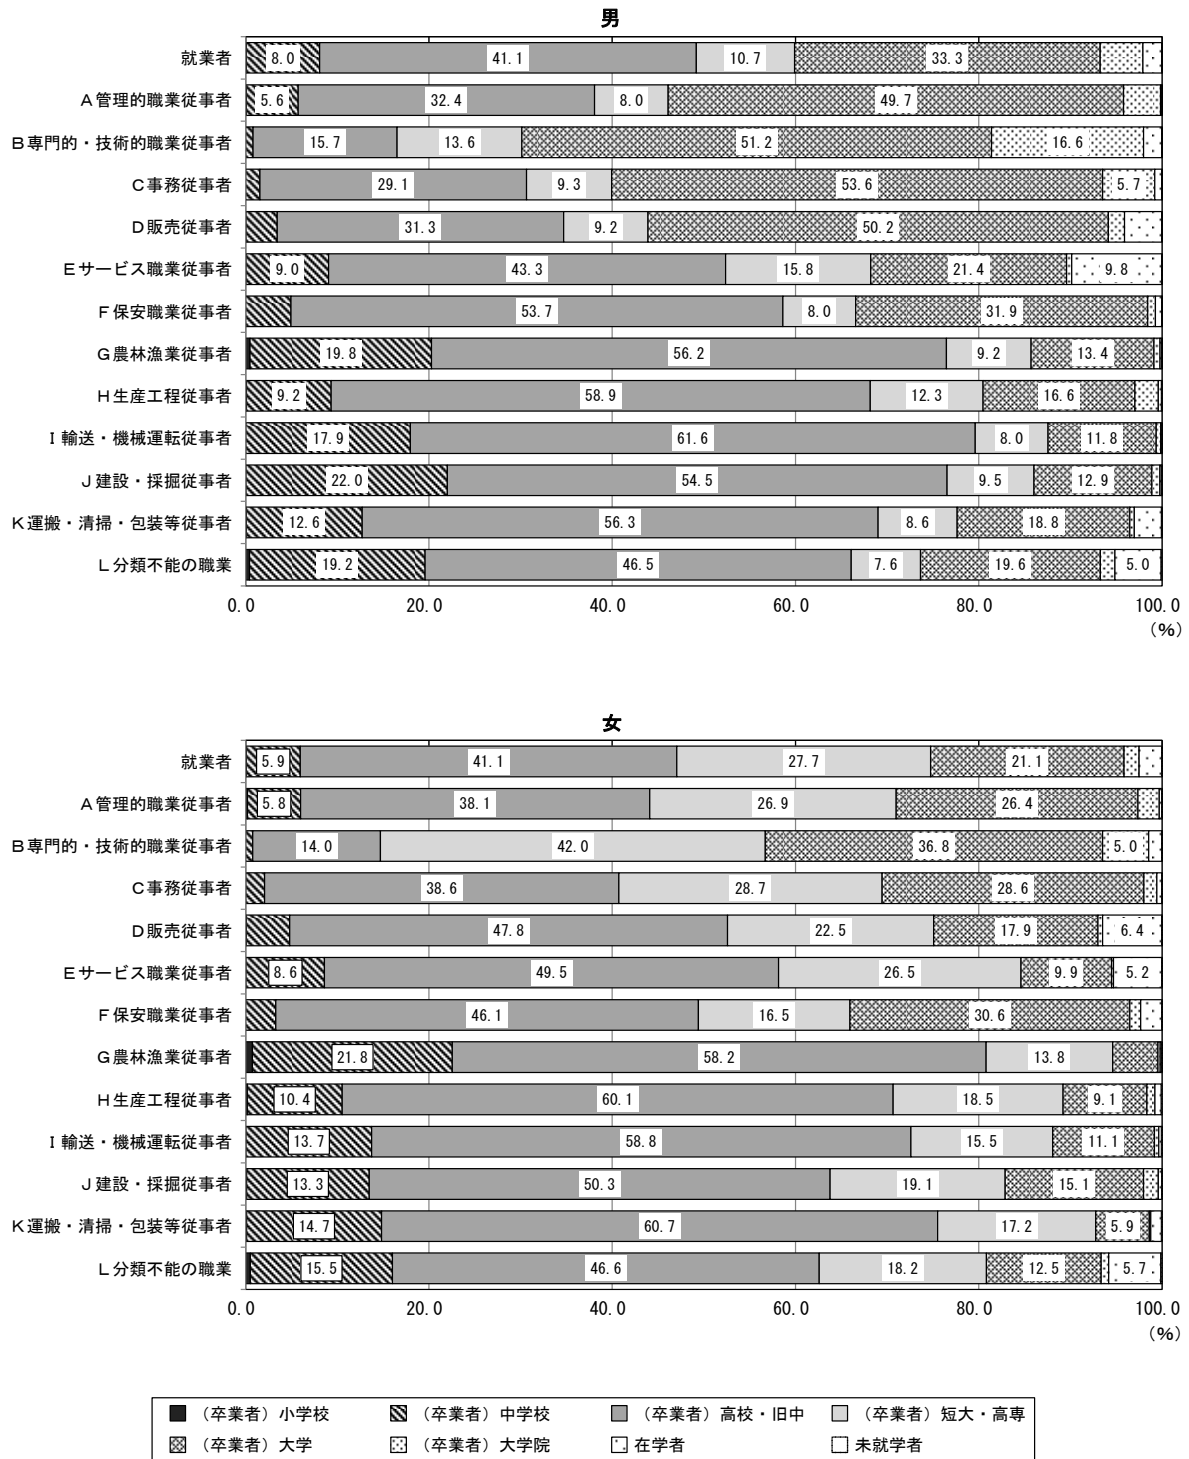 男
就業者 8.0 41.1 10.7 33.3
A管理的職業従事者 5.6 32.4 8.0 49.7
B専門的・技術的職業従事者 15.7 13.6 51.2 16.6
C事務従事者 29.1 9.3 53.6 5.7
D販売従事者 31.3 9.2 50.2
Eサービス職業従事者 9.0 43.3 15.8 21.4 9.8
F保安職業従事者 53.7 8.0 31.9
G農林漁業従事者 19.8 56.2 9.2 13.4
H生産工程従事者 9.2 58.9 12.3 16.6
I輸送・機械運転従事者 17.9 61.6 8.0 11.8
J建設・採掘従事者 22.0 54.5 9.5 12.9
K運搬・清掃・包装等従事者 12.6 56.3 8.6 18.8
L分類不能の職業 19.2 46.5 7.6 19.6 5.0
0.0 20.0 40.0 60.0 80.0 100.0
(%)
女
就業者 5.9 41.1 27.7 21.1
A管理的職業従事者 5.8 38.1 26.9 26.4
B専門的・技術的職業従事者 14.0 42.0 36.8 5.0
C事務従事者 38.6 28.7 28.6
D販売従事者 47.8 22.5 17.9 6.4
Eサービス職業従事者 8.6 49.5 26.5 9.9 5.2
F保安職業従事者 46.1 16.5 30.6
G農林漁業従事者 21.8 58.2 13.8
H生産工程従事者 10.4 60.1 18.5 9.1
I輸送・機械運転従事者 13.7 58.8 15.5 11.1
J建設・採掘従事者 13.3 50.3 19.1 15.1
K運搬・清掃・包装等従事者 14.7 60.7 17.2 5.9
L分類不能の職業 15.5 46.6 18.2 12.5 5.7
0.0 20.0 40.0 60.0 80.0 100.0
(%)
(卒業者)小学校 (卒業者)中学校 (卒業者)高校・旧中 (卒業者)短大・高専
(卒業者)大学 (卒業者)大学院 在学者 未就学者